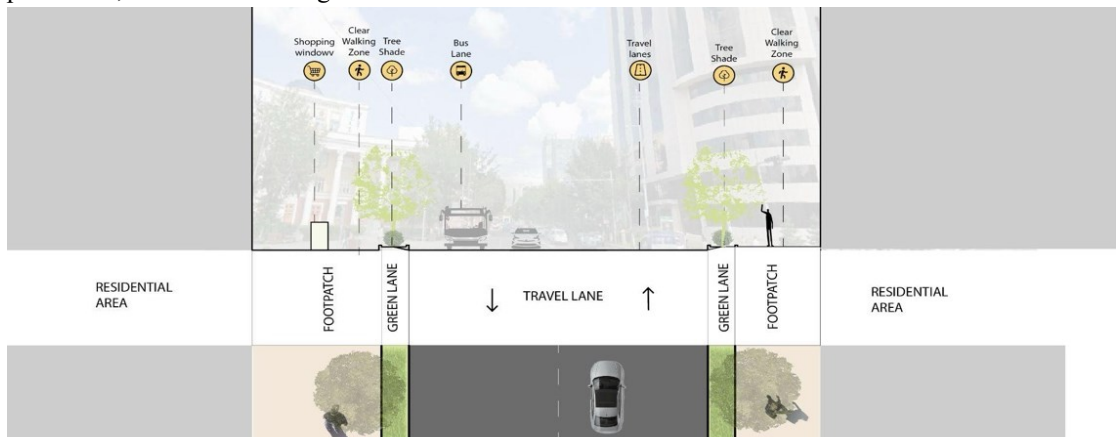 Shopping
windowv
Clear
Walking
Zone
Tree
Shade
Bus
Lane
Travel
lanes
Tree
Shade
Clear
Walking
Zone
RESIDENTIAL
AREA
FOOTPATCH
GREEN LANE
↓ TRAVEL LANE ↑
GREEN LANE
FOOTPATCH
RESIDENTIAL
AREA